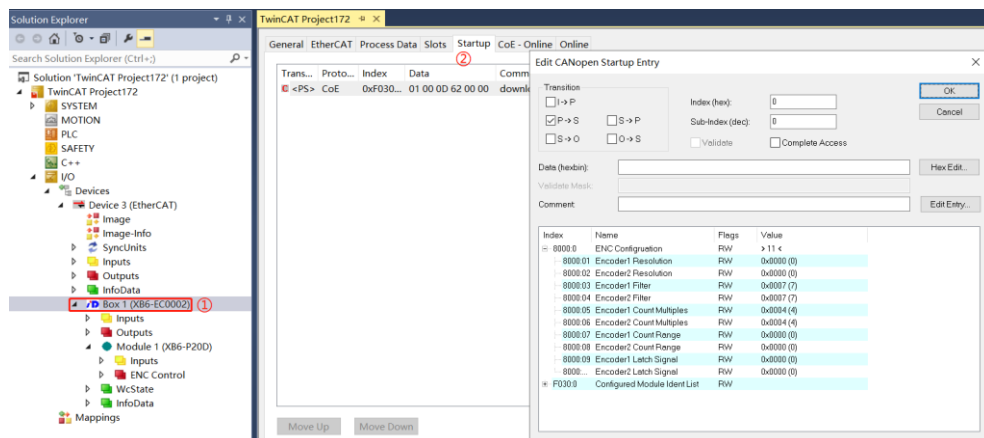 Solution Explorer
Search Solution Explorer (Ctrl+;)
Solution 'TwinCAT Project172' (1 project)
TwinCAT Project172
SYSTEM
MOTION
PLC
SAFETY
C++
I/O
Devices
Device 3 (EtherCAT)
Image
Image-Info
SyncUnits
Inputs
Outputs
InfoData
Box 1 (XB6-EC0002) ①
Inputs
Outputs
Module 1 (XB6-P20D)
Inputs
ENC Control
WcState
InfoData
Mappings
TwinCAT Project172
General EtherCAT Process Data Slots Startup CoE - Online Online
②
Trans... Proto... Index Data Comm
C <PS> CoE 0xF030... 01 00 0D 62 00 00 downl
Move Up Move Down
Edit CANopen Startup Entry
Transition
I -> P
P -> S S -> P
S -> O O -> S
Index (hex): 0
Sub-Index (dec): 0
Validate Complete Access
OK
Cancel
Data (hexbin): Hex Edit...
Validate Mask:
Comment: Edit Entry...
Index Name Flags Value
8000:0 ENC Configruation RW > 11 <
8000:01 Encoder1 Resolution RW 0x0000 (0)
8000:02 Encoder2 Resolution RW 0x0000 (0)
8000:03 Encoder1 Filter RW 0x0007 (7)
8000:04 Encoder2 Filter RW 0x0007 (7)
8000:05 Encoder1 Count Multiples RW 0x0004 (4)
8000:06 Encoder2 Count Multiples RW 0x0004 (4)
8000:07 Encoder1 Count Range RW 0x0000 (0)
8000:08 Encoder2 Count Range RW 0x0000 (0)
8000:09 Encoder1 Latch Signal RW 0x0000 (0)
8000... Encoder2 Latch Signal RW 0x0000 (0)
F030:0 Configured Module Ident List RW